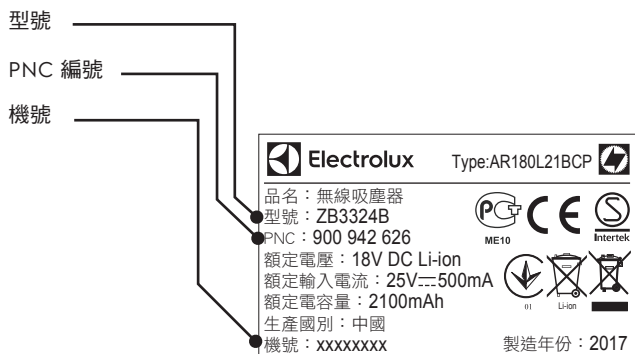 型號
PNC 編號
機號
Electrolux Type:AR180L21BCP
品名：無線吸塵器
型號：ZB3324B
PNC：900 942 626
額定電壓：18V DC Li-ion
額定輸入電流：25V⎓500mA
額定電容量：2100mAh
生產國別：中國
機號：xxxxxxxx
製造年份：2017
PCT
ME10
CE
S
Intertek
01
Li-ion